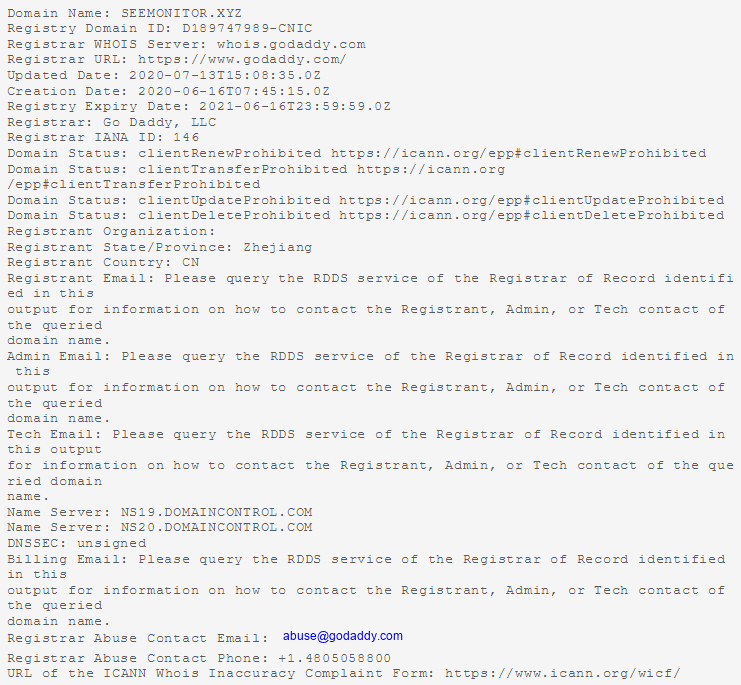 Domain Name: SEEMONITOR.XYZ
Registry Domain ID: D189747989-CNIC
Registrar WHOIS Server: whois.godaddy.com
Registrar URL: https://www.godaddy.com/
Updated Date: 2020-07-13T15:08:35.0Z
Creation Date: 2020-06-16T07:45:15.0Z
Registry Expiry Date: 2021-06-16T23:59:59.0Z
Registrar: Go Daddy, LLC
Registrar IANA ID: 146
Domain Status: clientRenewProhibited https://icann.org/epp#clientRenewProhibited
Domain Status: clientTransferProhibited https://icann.org
/epp#clientTransferProhibited
Domain Status: clientUpdateProhibited https://icann.org/epp#clientUpdateProhibited
Domain Status: clientDeleteProhibited https://icann.org/epp#clientDeleteProhibited
Registrant Organization:
Registrant State/Province: Zhejiang
Registrant Country: CN
Registrant Email: Please query the RDDS service of the Registrar of Record identifi
ed in this
output for information on how to contact the Registrant, Admin, or Tech contact of
the queried
domain name.
Admin Email: Please query the RDDS service of the Registrar of Record identified in
this
output for information on how to contact the Registrant, Admin, or Tech contact of
the queried
domain name.
Tech Email: Please query the RDDS service of the Registrar of Record identified in
this output
for information on how to contact the Registrant, Admin, or Tech contact of the que
ried domain
name.
Name Server: NS19.DOMAINCONTROL.COM
Name Server: NS20.DOMAINCONTROL.COM
DNSSEC: unsigned
Billing Email: Please query the RDDS service of the Registrar of Record identified
in this
output for information on how to contact the Registrant, Admin, or Tech contact of
the queried
domain name.
Registrar Abuse Contact Email: abuse@godaddy.com
Registrar Abuse Contact Phone: +1.4805058800
URL of the ICANN Whois Inaccuracy Complaint Form: https://www.icann.org/wicf/